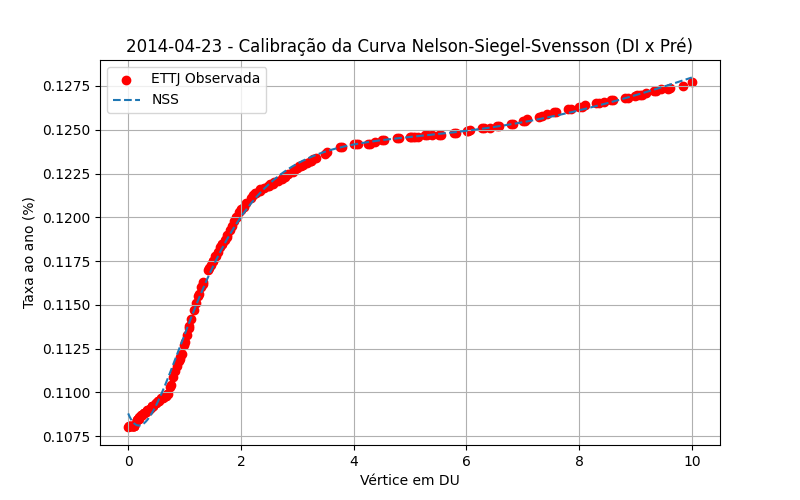 2014-04-23 - Calibração da Curva Nelson-Siegel-Svensson (DI x Pré)
ETTJ Observada
NSS
Taxa ao ano (%)
0.1275
0.1250
0.1225
0.1200
0.1175
0.1150
0.1125
0.1100
0.1075
0 2 4 6 8 10
Vértice em DU